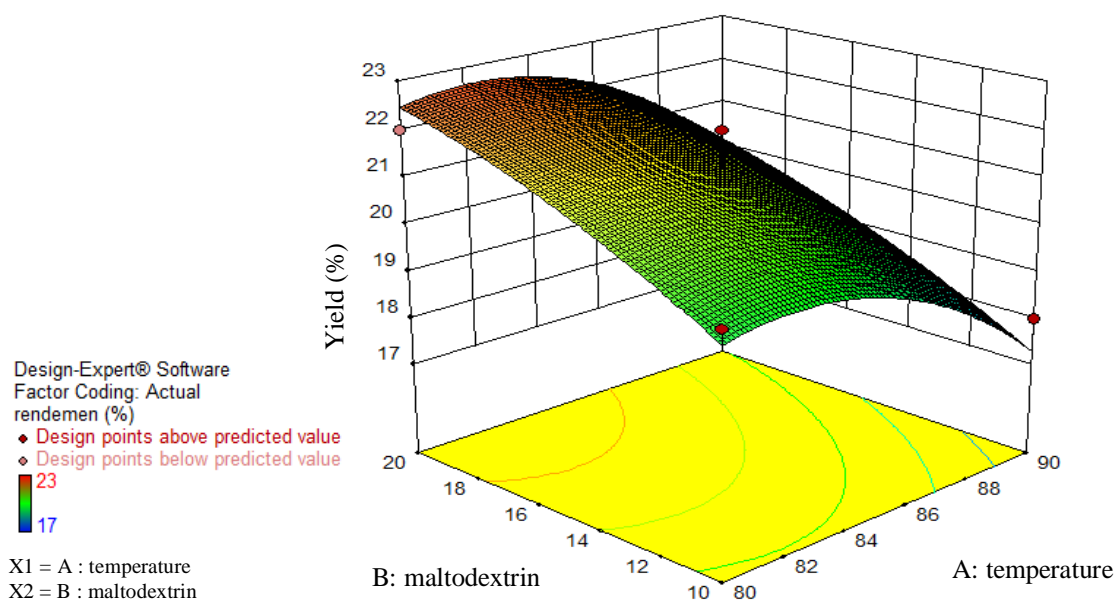 23
22
21
20
19
18
17
Yield (%)
Design-Expert® Software
Factor Coding: Actual
rendemen (%)
Design points above predicted value
Design points below predicted value
23
17
X1 = A : temperature
X2 = B : maltodextrin
20
18
16
14
12
10
B: maltodextrin
80
82
84
86
88
90
A: temperature